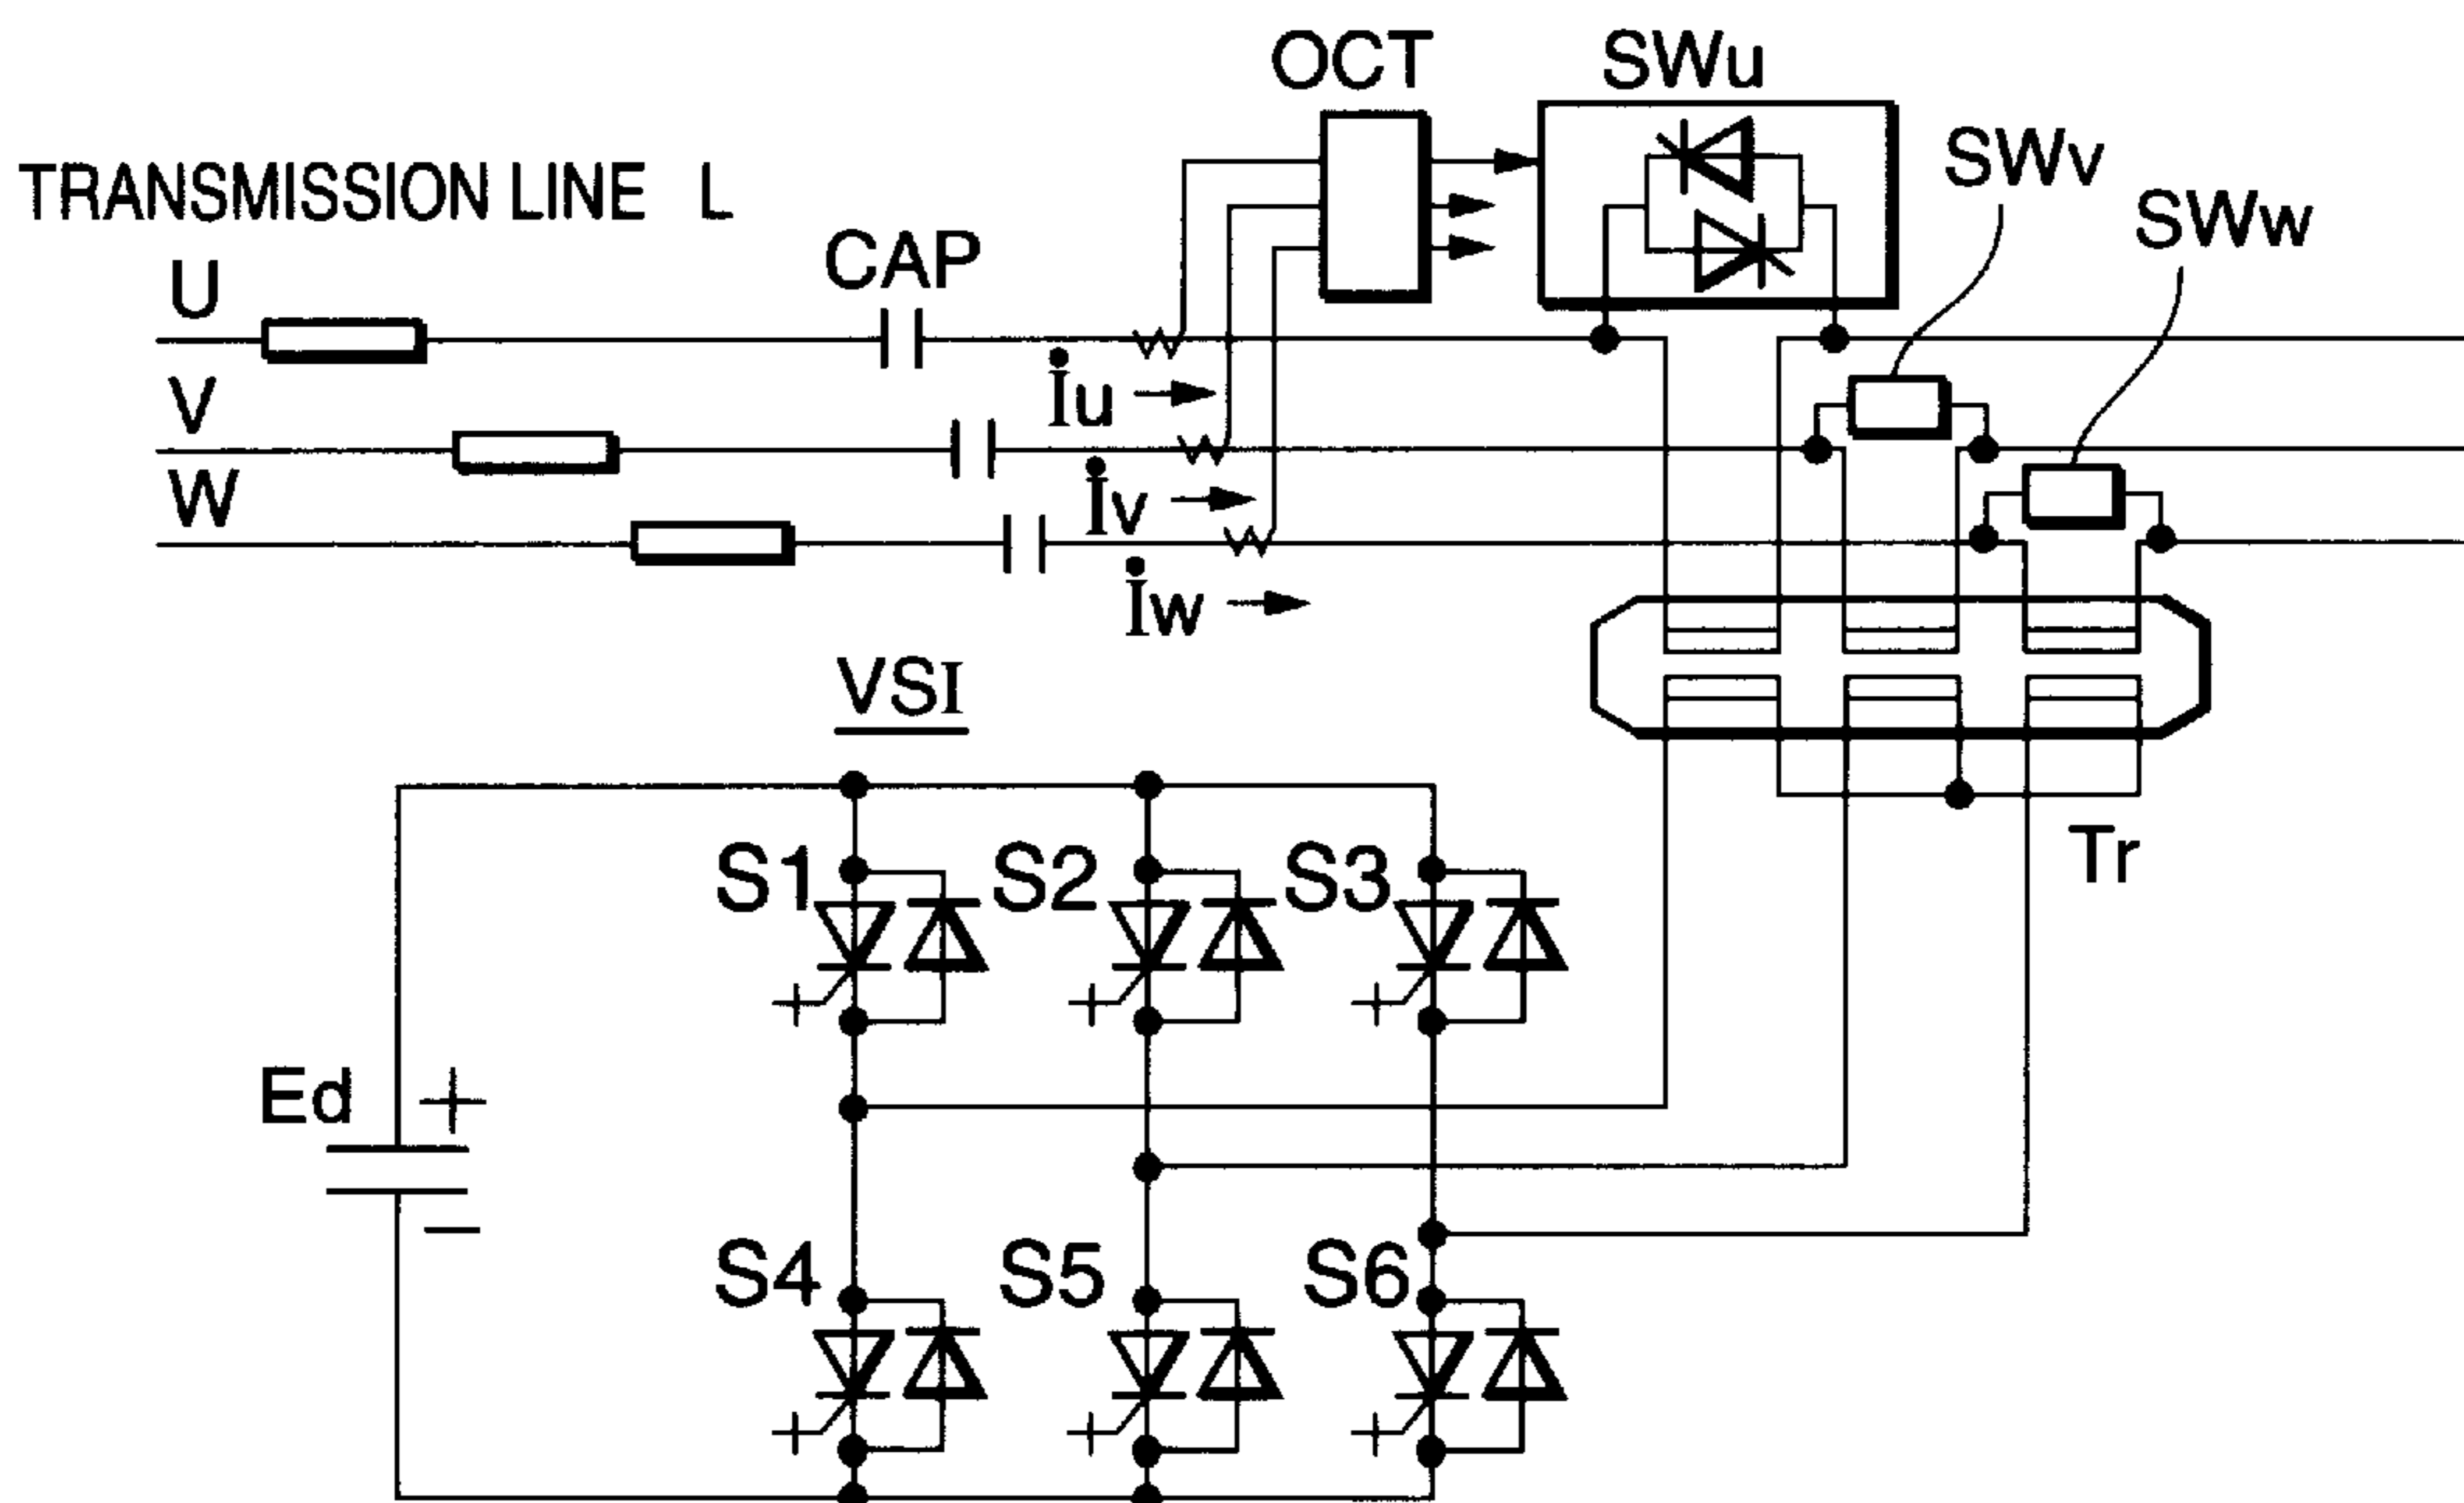 OCT
SWu
SWv
SWw
TRANSMISSION LINE L
CAP
U
V
W
iu
iv
iw
VSI
Tr
S1
S2
S3
Ed
+
−
S4
S5
S6